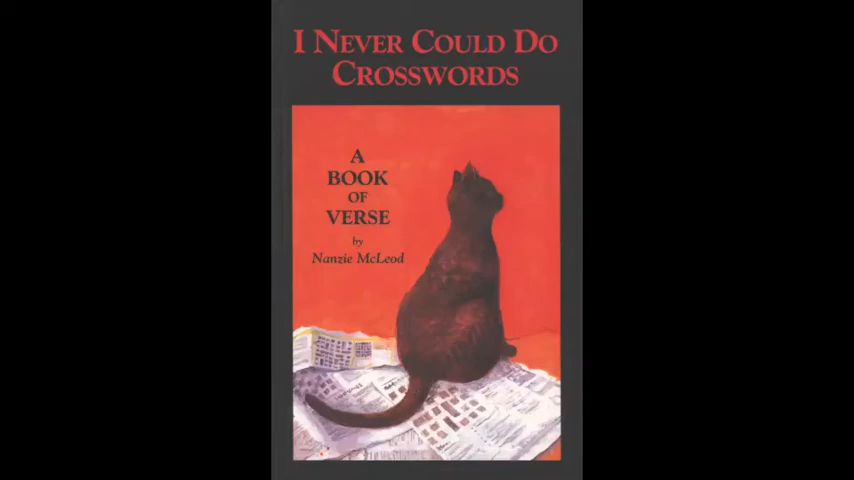 I NEVER COULD DO
CROSSWORDS
A
BOOK
OF
VERSE
by
Nanzie McLeod